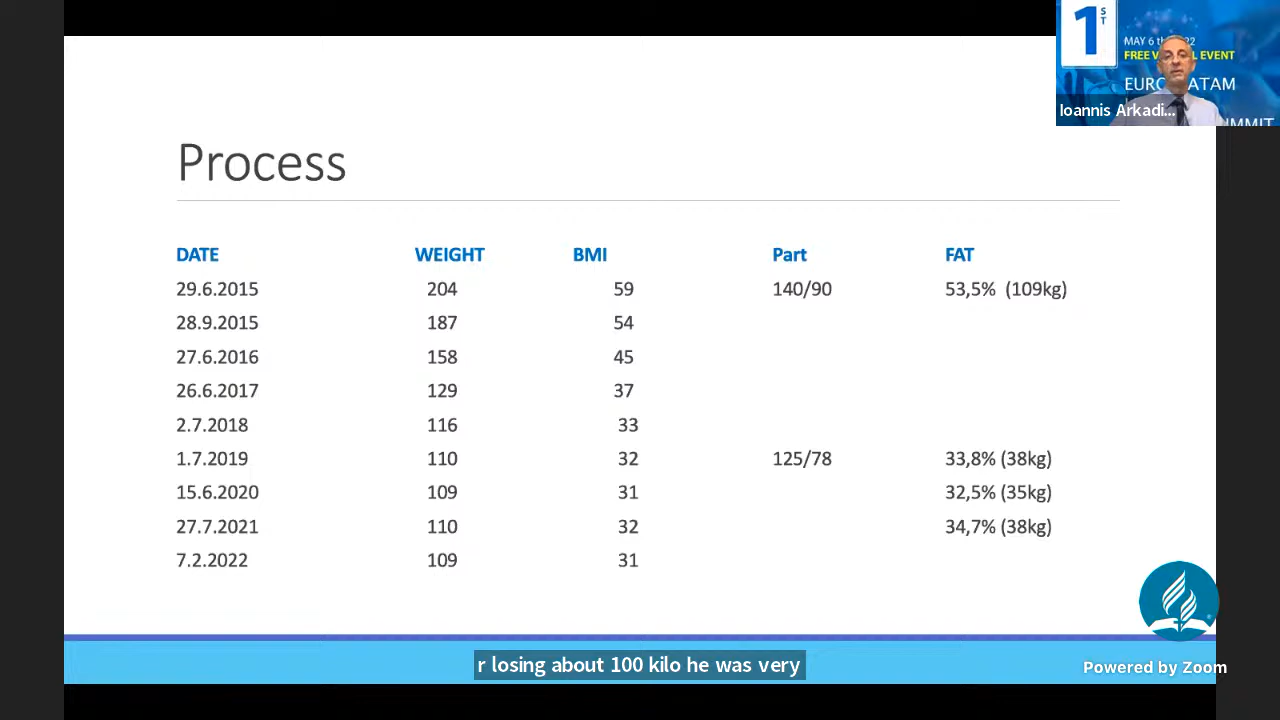 1
ST
MAY 6 th
22
FREE V
L EVENT
EURO
ATAM
Ioannis Arkadi...
MMIT
Process
DATE WEIGHT BMI Part FAT
29.6.2015 204 59 140/90 53,5% (109kg)
28.9.2015 187 54
27.6.2016 158 45
26.6.2017 129 37
2.7.2018 116 33
1.7.2019 110 32 125/78 33,8% (38kg)
15.6.2020 109 31 32,5% (35kg)
27.7.2021 110 32 34,7% (38kg)
7.2.2022 109 31
r losing about 100 kilo he was very
Powered by Zoom